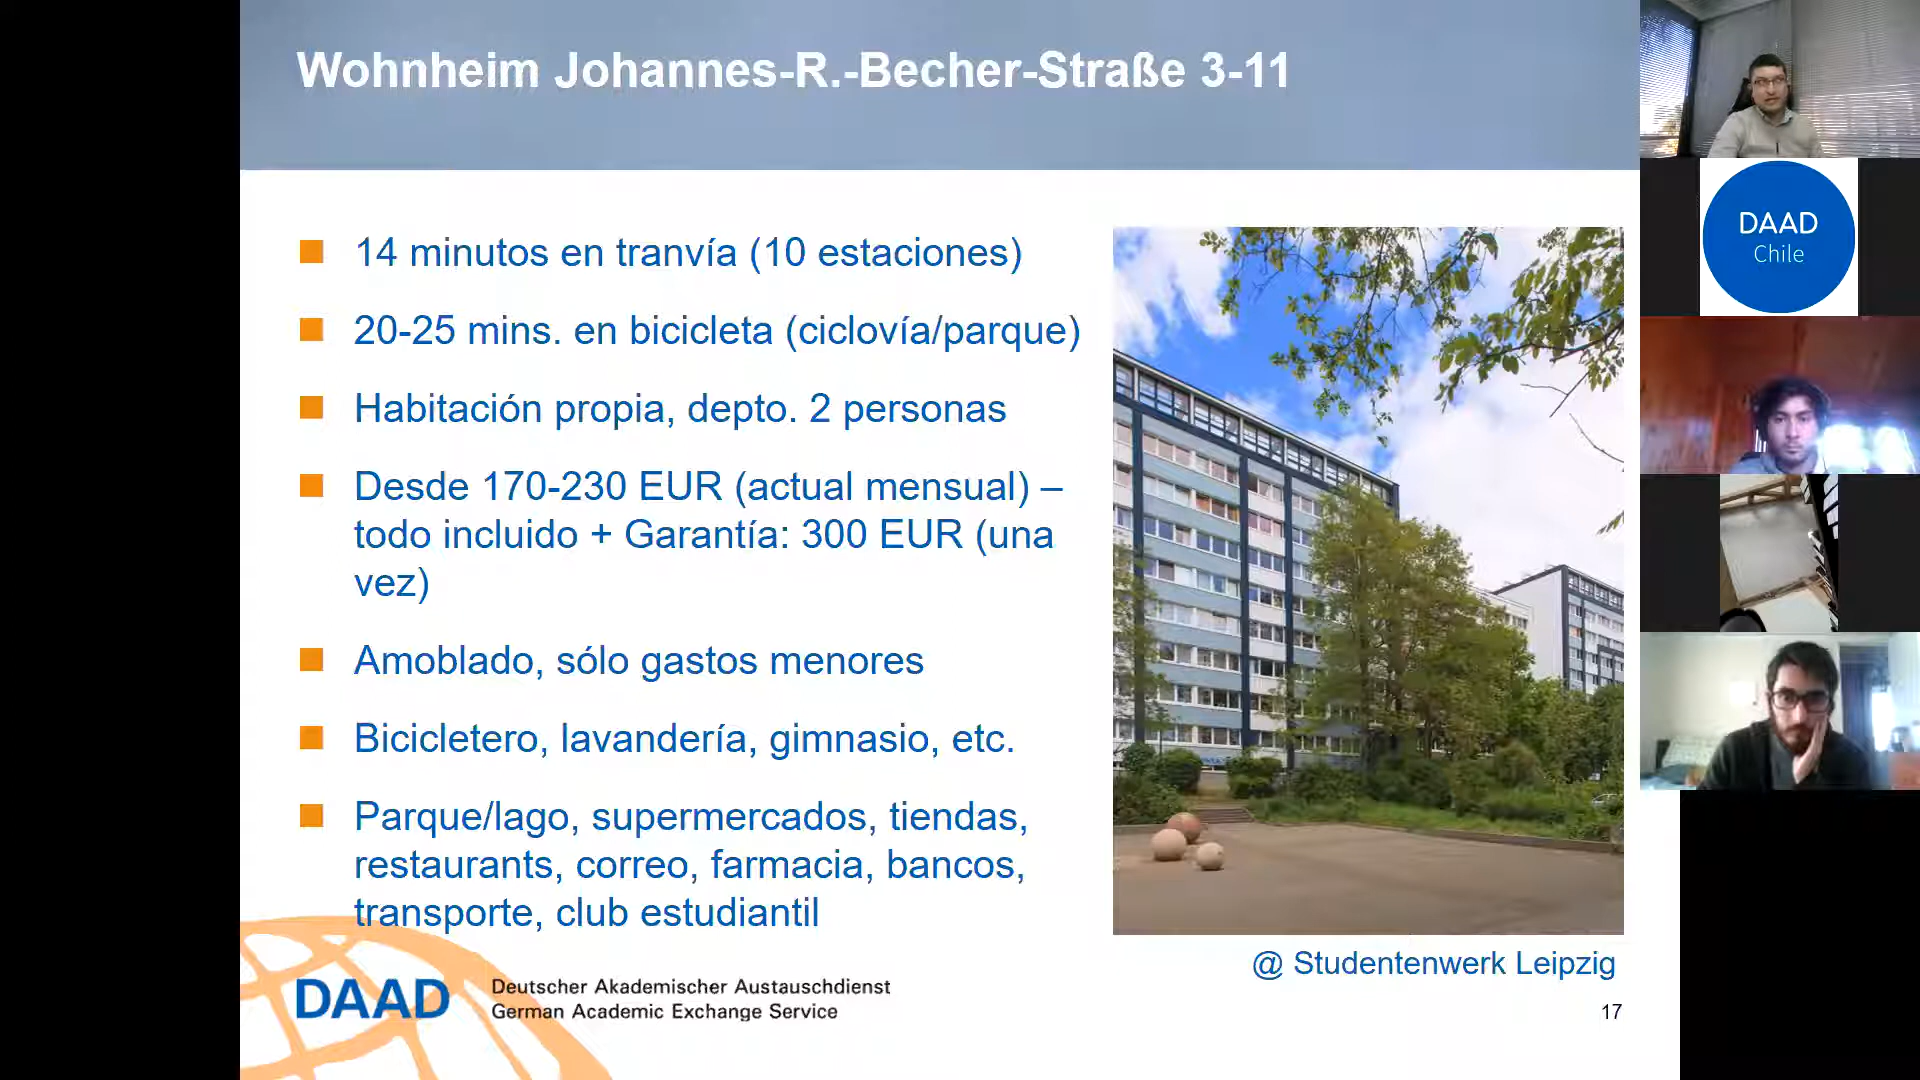 Wohnheim Johannes-R.-Becher-Straße 3-11
14 minutos en tranvía (10 estaciones)
20-25 mins. en bicicleta (ciclovía/parque)
Habitación propia, depto. 2 personas
Desde 170-230 EUR (actual mensual) –
todo incluido + Garantía: 300 EUR (una
vez)
Amoblado, sólo gastos menores
Bicicletero, lavandería, gimnasio, etc.
Parque/lago, supermercados, tiendas,
restaurants, correo, farmacia, bancos,
transporte, club estudiantil
@ Studentenwerk Leipzig
DAAD
Deutscher Akademischer Austauschdienst
German Academic Exchange Service
17
DAAD
Chile